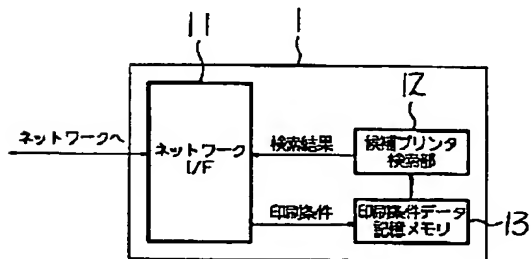 11
1
12
ネットワークへ
ネットワーク
I/F
検索結果
候補プリンタ
検索部
印刷条件
印刷条件データ
記憶メモリ
13